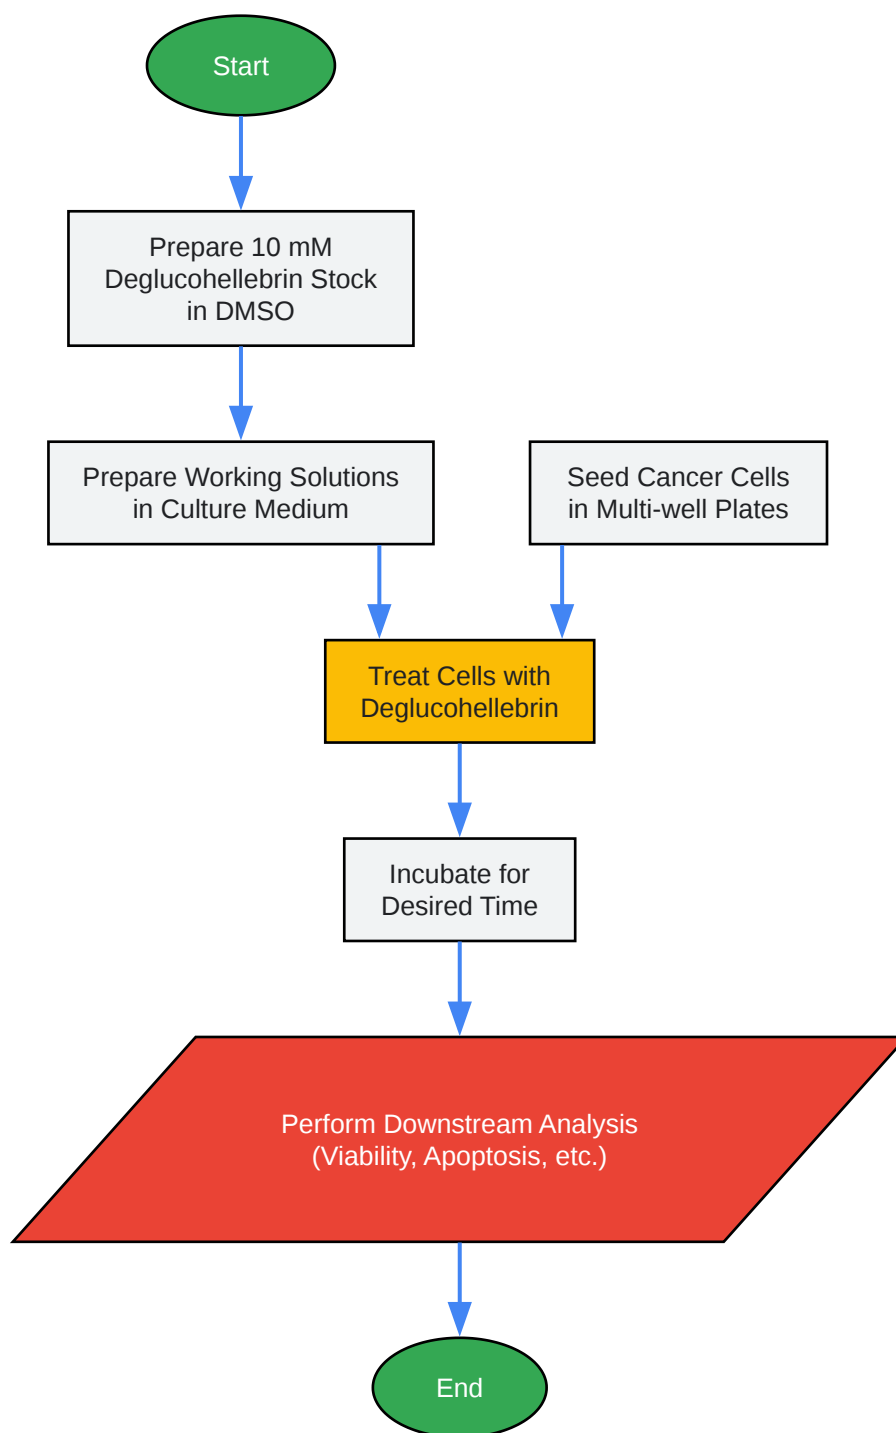 Start
Prepare 10 mM
Deglucohellebrin Stock
in DMSO
Prepare Working Solutions
in Culture Medium
Seed Cancer Cells
in Multi-well Plates
Treat Cells with
Deglucohellebrin
Incubate for
Desired Time
Perform Downstream Analysis
(Viability, Apoptosis, etc.)
End